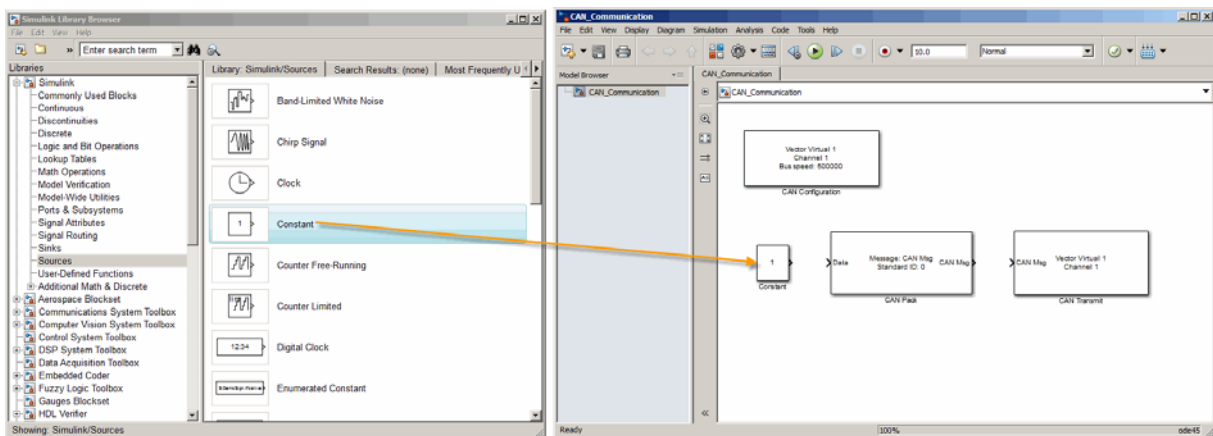 Simulink Library Browser
File Edit View Help
» Enter search term
Libraries
Simulink
Commonly Used Blocks
Continuous
Discontinuities
Discrete
Logic and Bit Operations
Lookup Tables
Math Operations
Model Verification
Model-Wide Utilities
Ports & Subsystems
Signal Attributes
Signal Routing
Sinks
Sources
User-Defined Functions
Additional Math & Discrete
Aerospace Blockset
Communications System Toolbox
Computer Vision System Toolbox
Control System Toolbox
DSP System Toolbox
Data Acquisition Toolbox
Embedded Coder
Fuzzy Logic Toolbox
Gauges Blockset
HDL Verifier
Showing: Simulink/Sources
Library: Simulink/Sources Search Results: (none) Most Frequently U
Band-Limited White Noise
Chirp Signal
Clock
1 Constant
Counter Free-Running
Counter Limited
12:34 Digital Clock
Enumerated Constant
CAN_Communication
File Edit View Display Diagram Simulation Analysis Code Tools Help
10.0 Normal
Model Browser
CAN_Communication
CAN_Communication
CAN_Communication
Vector Virtual 1
Channel 1
Bus speed: 500000
CAN Configuration
1
Constant
Data
Message: CAN Msg
Standard ID: 0
CAN Msg
CAN Pack
CAN Msg
Vector Virtual 1
Channel 1
CAN Transmit
Ready 100% ode45